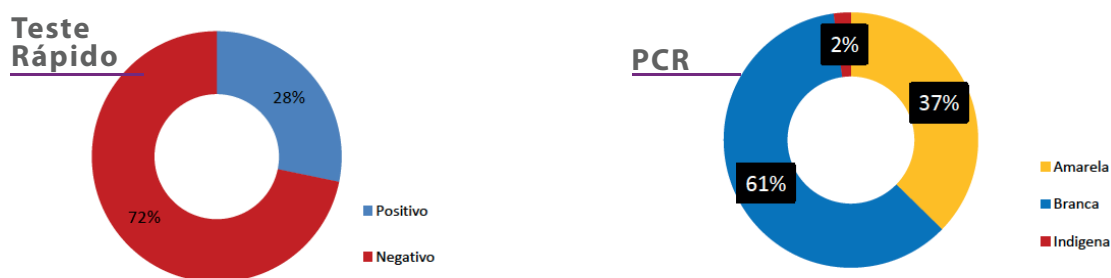 Teste
Rápido
28%
72%
Positivo
Negativo
PCR
2%
37%
61%
Amarela
Branca
Indigena